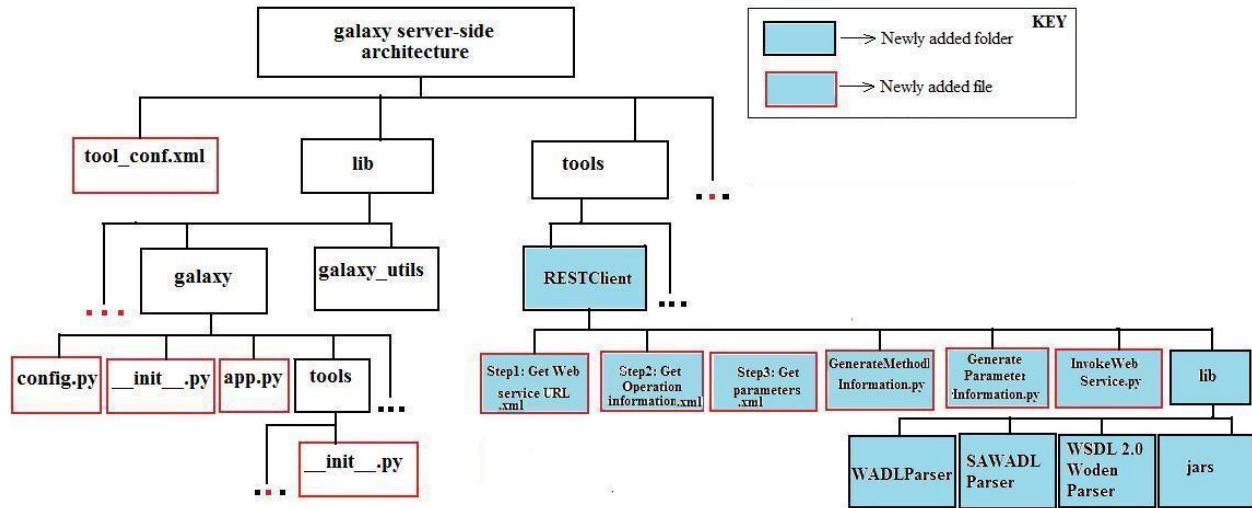 galaxy server-side
architecture
KEY
Newly added folder
Newly added file
tool_conf.xml
lib
tools
galaxy
galaxy_utils
RESTClient
config.py
__init__.py
app.py
tools
__init__.py
Step1: Get Web
service URL
.xml
Step2: Get
Operation
information.xml
Step3: Get
parameters
.xml
GenerateMethod
Information.py
Generate
Parameter
Information.py
InvokeWeb
Service.py
lib
WADLParser
SAWADL
Parser
WSDL 2.0
Woden
Parser
jars